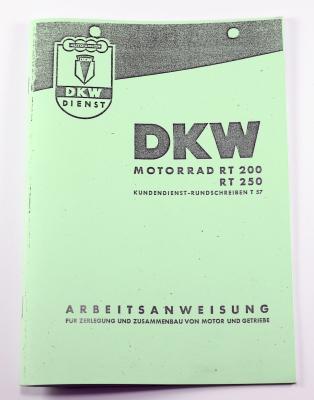 DKW
DIENST
DKW
MOTORRAD RT 200
RT 250
KUNDENDIENST-RUNDSCHREIBEN T 57
ARBEITSANWEISUNG
FÜR ZERLEGUNG UND ZUSAMMENBAU VON MOTOR UND GETRIEBE